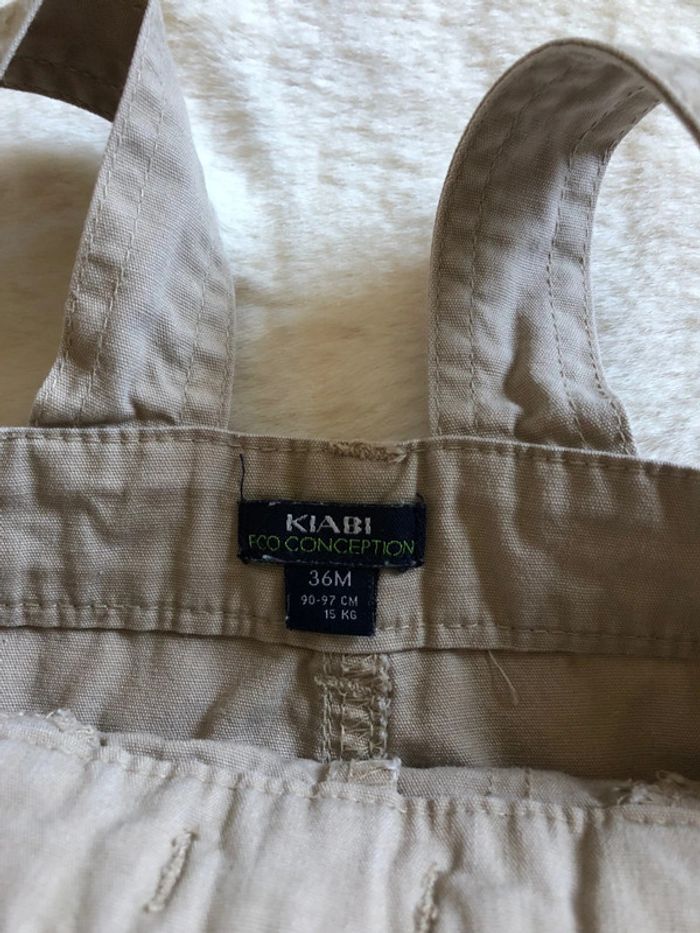 KIABI
ECO CONCEPTION
36M
90-97 CM
15 KG